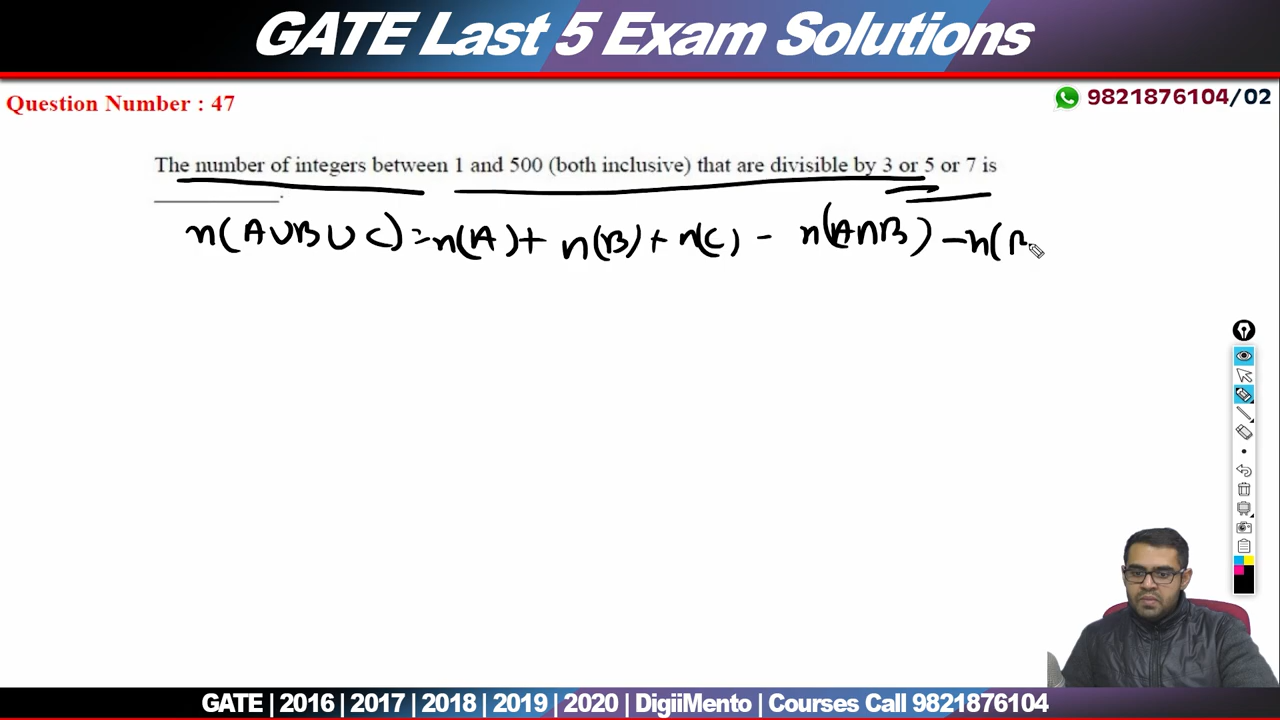 GATE Last 5 Exam Solutions
Question Number : 47
9821876104/02
The number of integers between 1 and 500 (both inclusive) that are divisible by 3 or 5 or 7 is
____________.
n(A∪B∪C)=n(A)+n(B)+n(C)-n(A∩B)-n(
GATE | 2016 | 2017 | 2018 | 2019 | 2020 | DigiiMento | Courses Call 9821876104